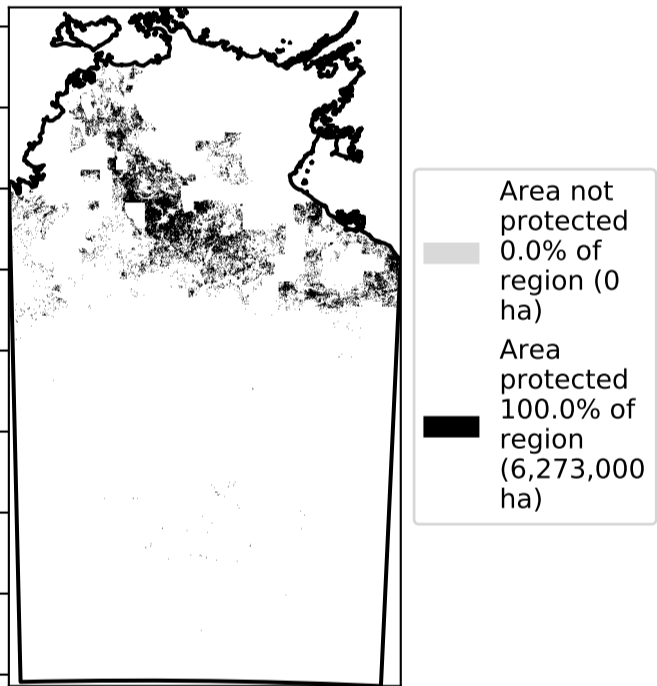 Area not
protected
0.0% of
region (0
ha)
Area
protected
100.0% of
region
(6,273,000
ha)